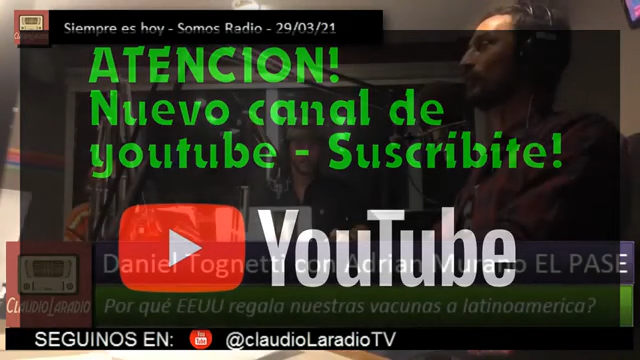 Siempre es hoy - Somos Radio - 29/03/21
ATENCION!
Nuevo canal de
youtube - Suscribite!
YouTube
Daniel Tognetti con Adrian Murano EL PASE
CLAUDIOLARADIO
Por qué EEUU regala nuestras vacunas a latinoamerica?
SEGUINOS EN: @claudioLaradioTV